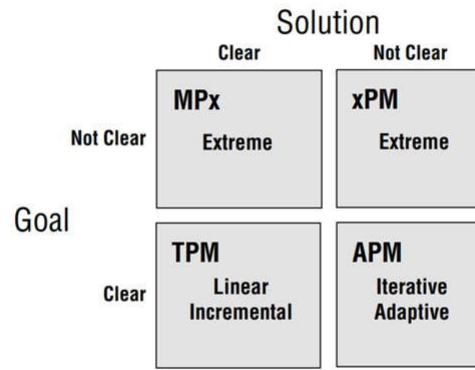 Solution
Clear
Not Clear
MPx
Extreme
xPM
Extreme
Not Clear
Goal
TPM
Linear
Incremental
APM
Iterative
Adaptive
Clear